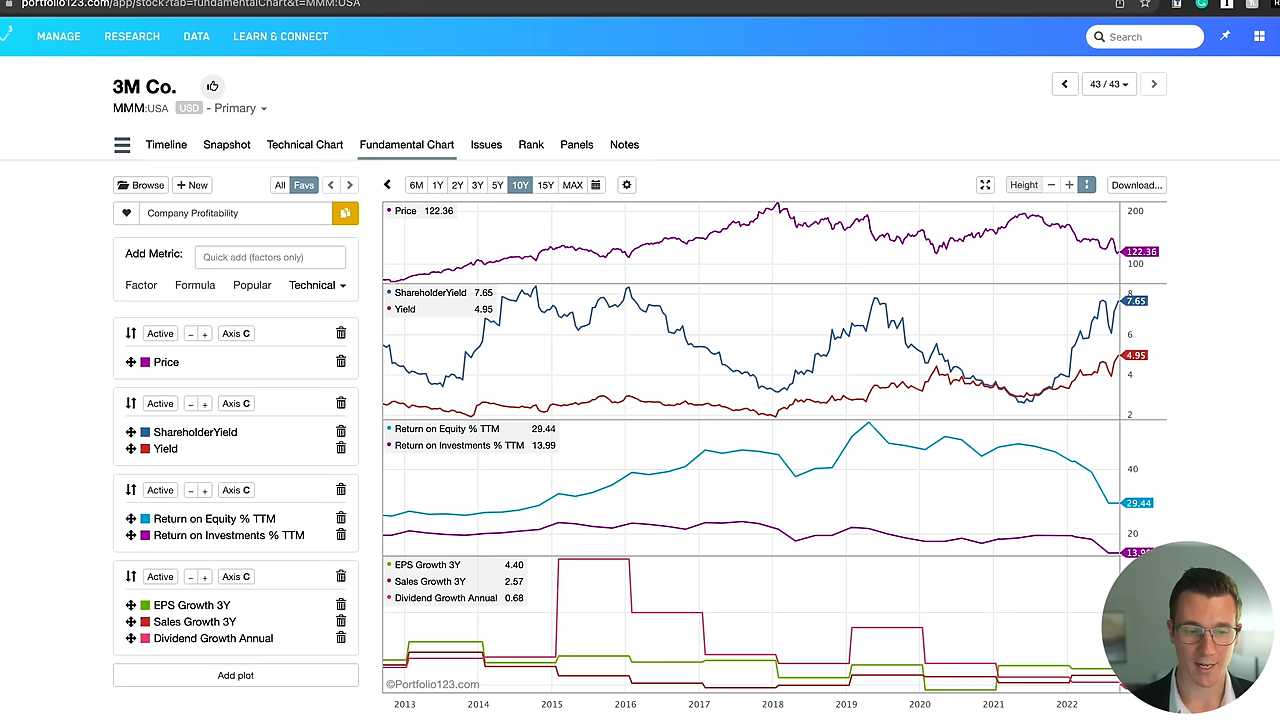 portfolio123.com/app/stock?tab=fundamentalChart&t=MMM:USA
MANAGE RESEARCH DATA LEARN & CONNECT Search
3M Co.
43 / 43
MMM:USA USD - Primary
Timeline Snapshot Technical Chart Fundamental Chart Issues Rank Panels Notes
Browse + New All Favs 6M 1Y 2Y 3Y 5Y 10Y 15Y MAX Height − + Download...
Company Profitability
Add Metric: Quick add (factors only)
Factor Formula Popular Technical
Active − + Axis C
Price
Active − + Axis C
ShareholderYield
Yield
Active − + Axis C
Return on Equity % TTM
Return on Investments % TTM
Active − + Axis C
EPS Growth 3Y
Sales Growth 3Y
Dividend Growth Annual
Add plot
Price 122.36
200
122.36
100
ShareholderYield 7.65
Yield 4.95
8
7.65
6
4.95
4
2
Return on Equity % TTM 29.44
Return on Investments % TTM 13.99
40
29.44
20
EPS Growth 3Y 4.40
Sales Growth 3Y 2.57
Dividend Growth Annual 0.68
©Portfolio123.com
2013 2014 2015 2016 2017 2018 2019 2020 2021 2022